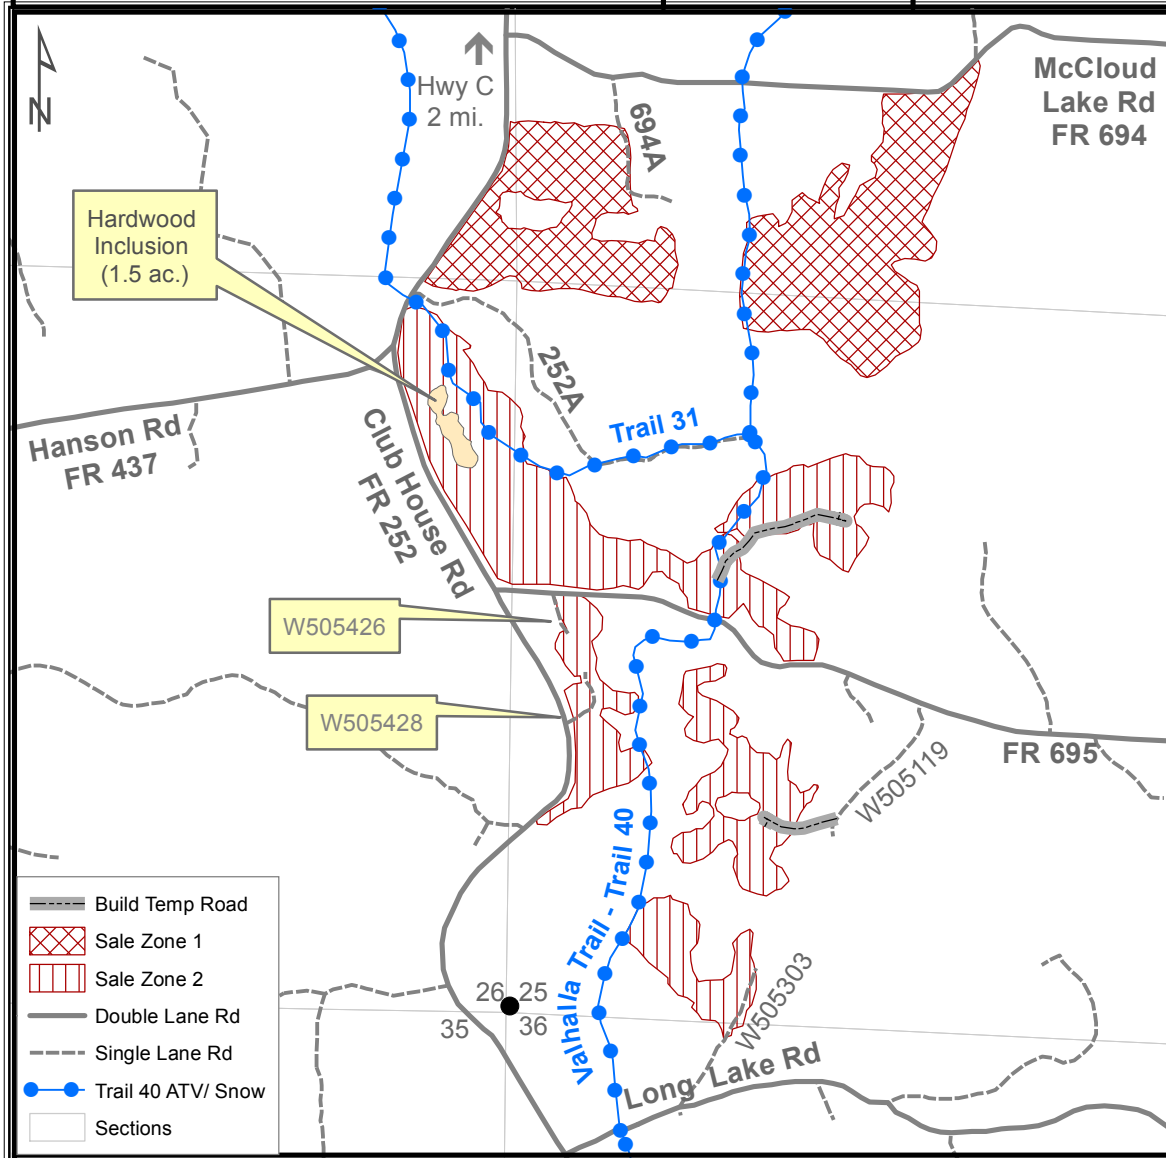 N
Hwy C
2 mi.
McCloud
Lake Rd
FR 694
694A
Hardwood
Inclusion
(1.5 ac.)
252A
Trail 31
Hanson Rd
FR 437
Club House Rd
FR 252
W505426
W505428
FR 695
W505119
Valhalla Trail - Trail 40
W505303
26 25
35 36
Long Lake Rd
Build Temp Road
Sale Zone 1
Sale Zone 2
Double Lane Rd
Single Lane Rd
Trail 40 ATV/ Snow
Sections